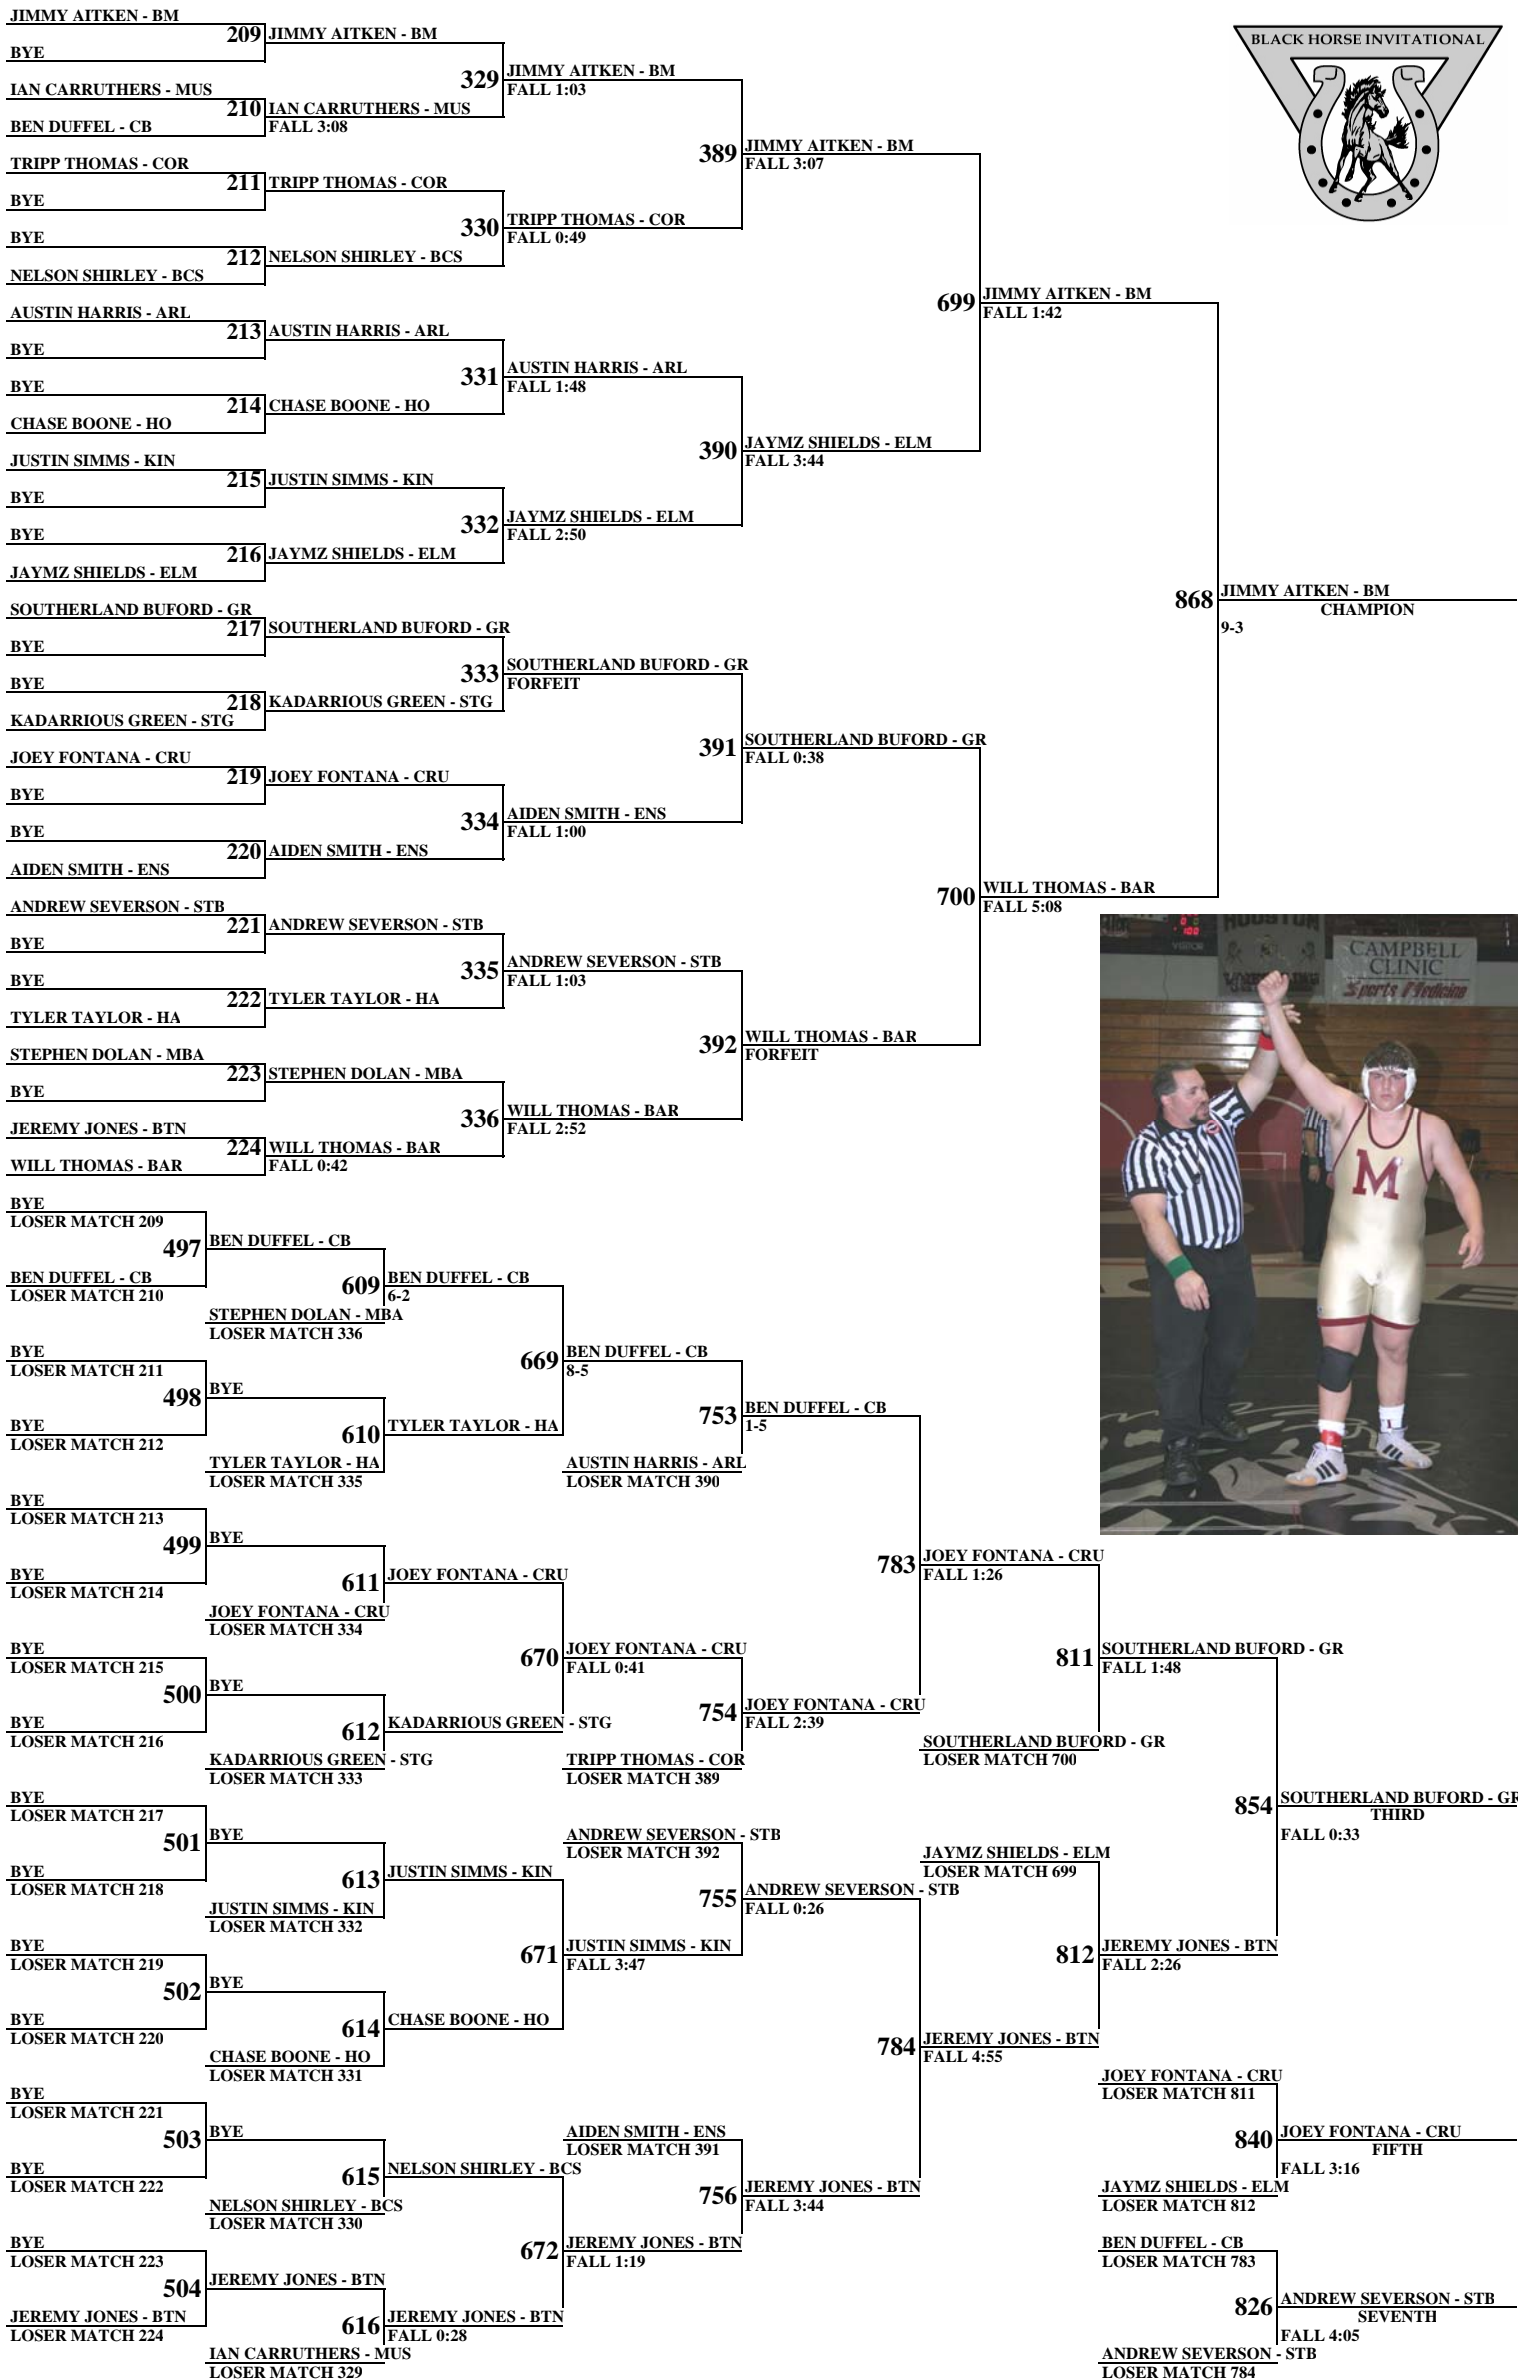 JIMMY AITKEN - BM
209 JIMMY AITKEN - BM
BYE
329 JIMMY AITKEN - BM
FALL 1:03
IAN CARRUTHERS - MUS
210 IAN CARRUTHERS - MUS
FALL 3:08
BEN DUFFEL - CB
389 JIMMY AITKEN - BM
FALL 3:07
TRIPP THOMAS - COR
211 TRIPP THOMAS - COR
BYE
330 TRIPP THOMAS - COR
FALL 0:49
BYE
212 NELSON SHIRLEY - BCS
NELSON SHIRLEY - BCS
699 JIMMY AITKEN - BM
FALL 1:42
AUSTIN HARRIS - ARL
213 AUSTIN HARRIS - ARL
BYE
331 AUSTIN HARRIS - ARL
FALL 1:48
BYE
214 CHASE BOONE - HO
CHASE BOONE - HO
390 JAYMZ SHIELDS - ELM
FALL 3:44
JUSTIN SIMMS - KIN
215 JUSTIN SIMMS - KIN
BYE
332 JAYMZ SHIELDS - ELM
FALL 2:50
BYE
216 JAYMZ SHIELDS - ELM
JAYMZ SHIELDS - ELM
868 JIMMY AITKEN - BM
CHAMPION
9-3
SOUTHERLAND BUFORD - GR
217 SOUTHERLAND BUFORD - GR
BYE
333 SOUTHERLAND BUFORD - GR
FORFEIT
BYE
218 KADARRIOUS GREEN - STG
KADARRIOUS GREEN - STG
391 SOUTHERLAND BUFORD - GR
FALL 0:38
JOEY FONTANA - CRU
219 JOEY FONTANA - CRU
BYE
334 AIDEN SMITH - ENS
FALL 1:00
BYE
220 AIDEN SMITH - ENS
AIDEN SMITH - ENS
700 WILL THOMAS - BAR
FALL 5:08
ANDREW SEVERSON - STB
221 ANDREW SEVERSON - STB
BYE
335 ANDREW SEVERSON - STB
FALL 1:03
BYE
222 TYLER TAYLOR - HA
TYLER TAYLOR - HA
392 WILL THOMAS - BAR
FORFEIT
STEPHEN DOLAN - MBA
223 STEPHEN DOLAN - MBA
BYE
336 WILL THOMAS - BAR
FALL 2:52
JEREMY JONES - BTN
224 WILL THOMAS - BAR
FALL 0:42
WILL THOMAS - BAR
BLACK HORSE INVITATIONAL
HOUSTON
VISITOR
CAMPBELL
CLINIC
Sports Medicine
M
BYE
LOSER MATCH 209
497 BEN DUFFEL - CB
BEN DUFFEL - CB
LOSER MATCH 210
609 BEN DUFFEL - CB
6-2
STEPHEN DOLAN - MBA
LOSER MATCH 336
669 BEN DUFFEL - CB
8-5
BYE
LOSER MATCH 211
498 BYE
BYE
LOSER MATCH 212
610 TYLER TAYLOR - HA
TYLER TAYLOR - HA
LOSER MATCH 335
753 BEN DUFFEL - CB
1-5
AUSTIN HARRIS - ARL
LOSER MATCH 390
BYE
LOSER MATCH 213
499 BYE
BYE
LOSER MATCH 214
611 JOEY FONTANA - CRU
JOEY FONTANA - CRU
LOSER MATCH 334
783 JOEY FONTANA - CRU
FALL 1:26
BYE
LOSER MATCH 215
500 BYE
BYE
LOSER MATCH 216
670 JOEY FONTANA - CRU
FALL 0:41
612 KADARRIOUS GREEN - STG
KADARRIOUS GREEN - STG
LOSER MATCH 333
754 JOEY FONTANA - CRU
FALL 2:39
TRIPP THOMAS - COR
LOSER MATCH 389
811 SOUTHERLAND BUFORD - GR
FALL 1:48
SOUTHERLAND BUFORD - GR
LOSER MATCH 700
BYE
LOSER MATCH 217
501 BYE
BYE
LOSER MATCH 218
613 JUSTIN SIMMS - KIN
JUSTIN SIMMS - KIN
LOSER MATCH 332
ANDREW SEVERSON - STB
LOSER MATCH 392
755 ANDREW SEVERSON - STB
FALL 0:26
JAYMZ SHIELDS - ELM
LOSER MATCH 699
854 SOUTHERLAND BUFORD - GR
THIRD
FALL 0:33
BYE
LOSER MATCH 219
502 BYE
BYE
LOSER MATCH 220
671 JUSTIN SIMMS - KIN
FALL 3:47
614 CHASE BOONE - HO
CHASE BOONE - HO
LOSER MATCH 331
812 JEREMY JONES - BTN
FALL 2:26
784 JEREMY JONES - BTN
FALL 4:55
BYE
LOSER MATCH 221
503 BYE
BYE
LOSER MATCH 222
615 NELSON SHIRLEY - BCS
NELSON SHIRLEY - BCS
LOSER MATCH 330
AIDEN SMITH - ENS
LOSER MATCH 391
756 JEREMY JONES - BTN
FALL 3:44
JOEY FONTANA - CRU
LOSER MATCH 811
840 JOEY FONTANA - CRU
FIFTH
FALL 3:16
JAYMZ SHIELDS - ELM
LOSER MATCH 812
BYE
LOSER MATCH 223
504 JEREMY JONES - BTN
JEREMY JONES - BTN
LOSER MATCH 224
672 JEREMY JONES - BTN
FALL 1:19
616 JEREMY JONES - BTN
FALL 0:28
IAN CARRUTHERS - MUS
LOSER MATCH 329
BEN DUFFEL - CB
LOSER MATCH 783
826 ANDREW SEVERSON - STB
SEVENTH
FALL 4:05
ANDREW SEVERSON - STB
LOSER MATCH 784